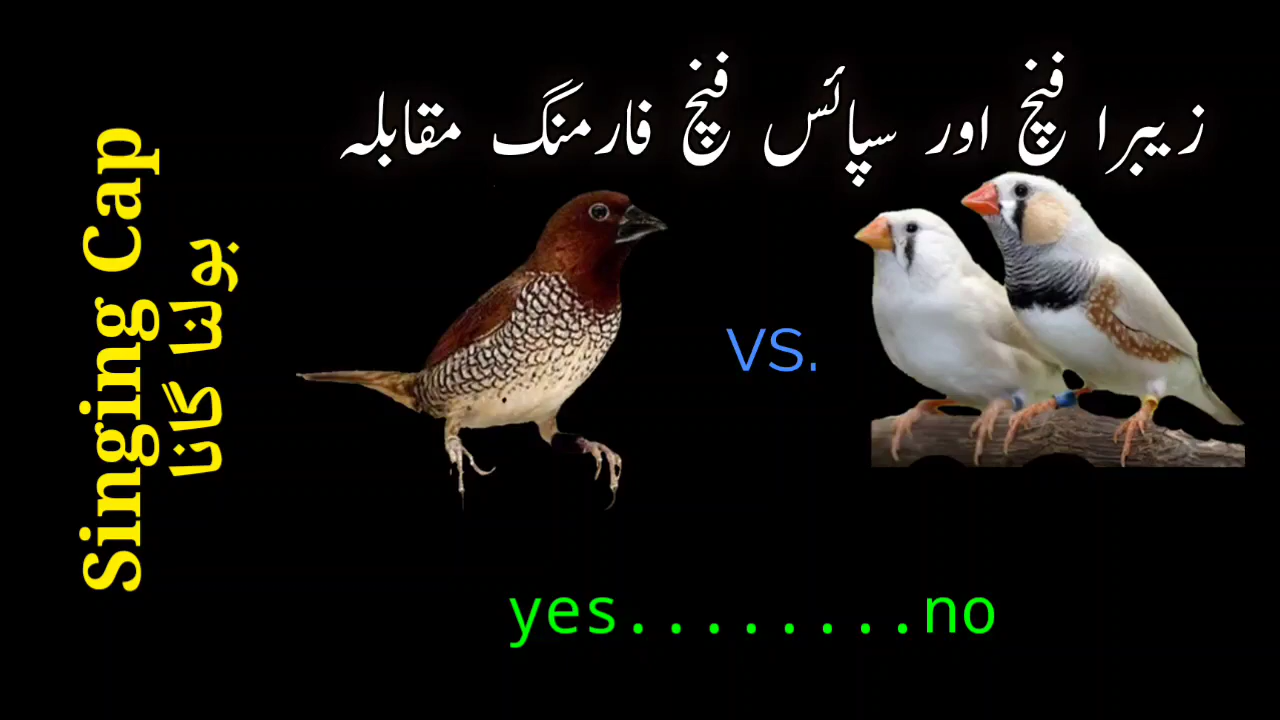 زیبرا فنچ اور سپائس فنچ فارمنگ مقابلہ
Singing Cap
بولنا گانا
VS.
yes........no